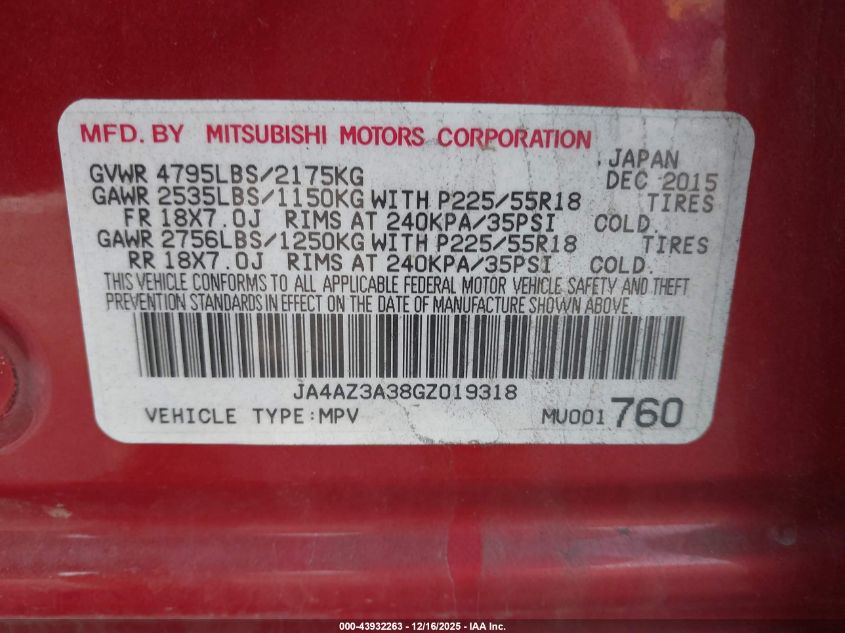 MFD. BY MITSUBISHI MOTORS CORPORATION
JAPAN
GVWR 4795LBS/2175KG DEC 2015
GAWR 2535LBS/1150KG WITH P225/55R18 TIRES
FR 18X7.0J RIMS AT 240KPA/35PSI COLD.
GAWR 2756LBS/1250KG WITH P225/55R18 TIRES
RR 18X7.0J RIMS AT 240KPA/35PSI COLD.
THIS VEHICLE CONFORMS TO ALL APPLICABLE FEDERAL MOTOR VEHICLE SAFETY AND THEFT
PREVENTION STANDARDS IN EFFECT ON THE DATE OF MANUFACTURE SHOWN ABOVE.
JA4AZ3A38GZ019318
VEHICLE TYPE:MPV MU001 760
000-43932263 - 12/16/2025 - IAA Inc.